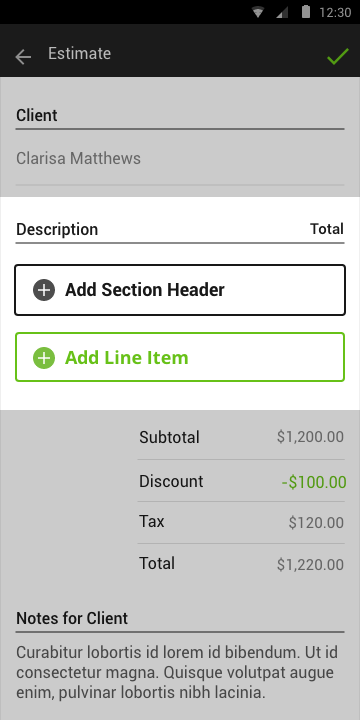 12:30
Estimate
Client
Clarisa Matthews
Description Total
Add Section Header
Add Line Item
Subtotal $1,200.00
Discount -$100.00
Tax $120.00
Total $1,220.00
Notes for Client
Curabitur lobortis id lorem id bibendum. Ut id
consectetur magna. Quisque volutpat augue
enim, pulvinar lobortis nibh lacinia.